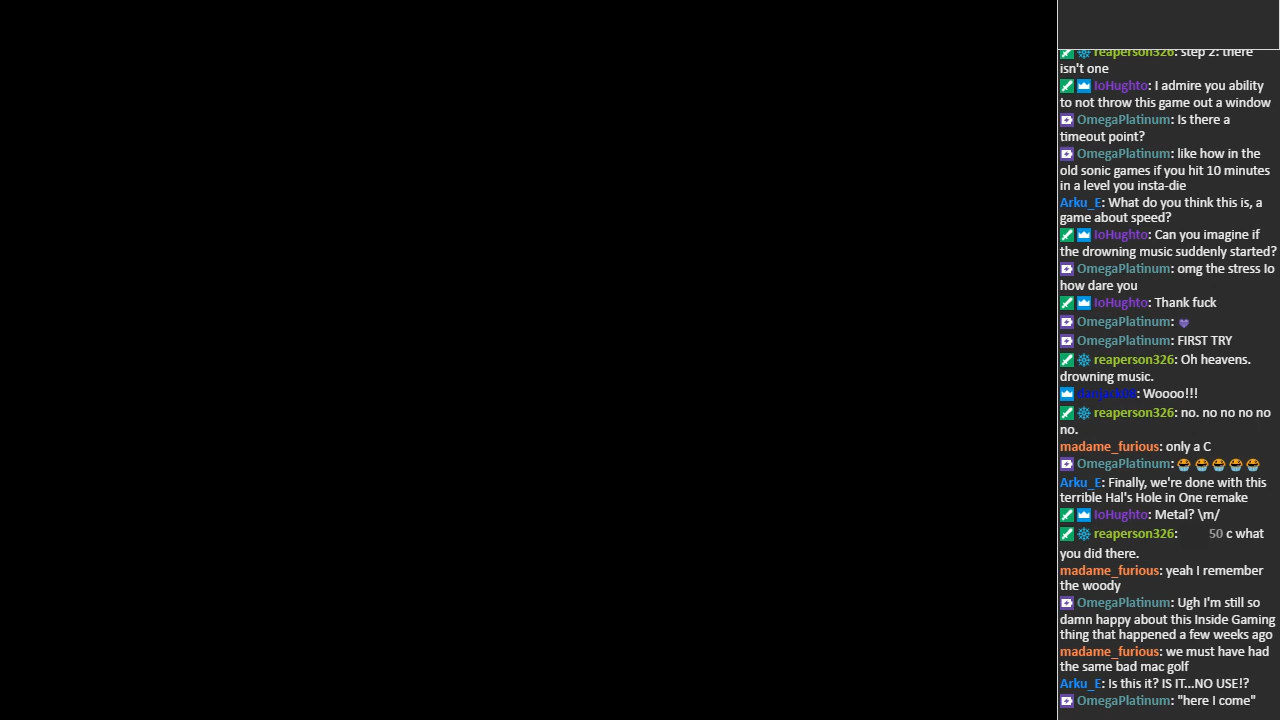 reaperson326: step 2: there
isn't one
IoHughto: I admire you ability
to not throw this game out a window
OmegaPlatinum: Is there a
timeout point?
OmegaPlatinum: like how in the
old sonic games if you hit 10 minutes
in a level you insta-die
Arku_E: What do you think this is, a
game about speed?
IoHughto: Can you imagine if
the drowning music suddenly started?
OmegaPlatinum: omg the stress Io
how dare you
IoHughto: Thank fuck
OmegaPlatinum:
OmegaPlatinum: FIRST TRY
reaperson326: Oh heavens.
drowning music.
: Woooo!!!
reaperson326: no. no no no no
no.
madame_furious: only a C
OmegaPlatinum:
Arku_E: Finally, we're done with this
terrible Hal's Hole in One remake
IoHughto: Metal? \m/
reaperson326: 50 c what
you did there.
madame_furious: yeah I remember
the woody
OmegaPlatinum: Ugh I'm still so
damn happy about this Inside Gaming
thing that happened a few weeks ago
madame_furious: we must have had
the same bad mac golf
Arku_E: Is this it? IS IT...NO USE!?
OmegaPlatinum: "here I come"